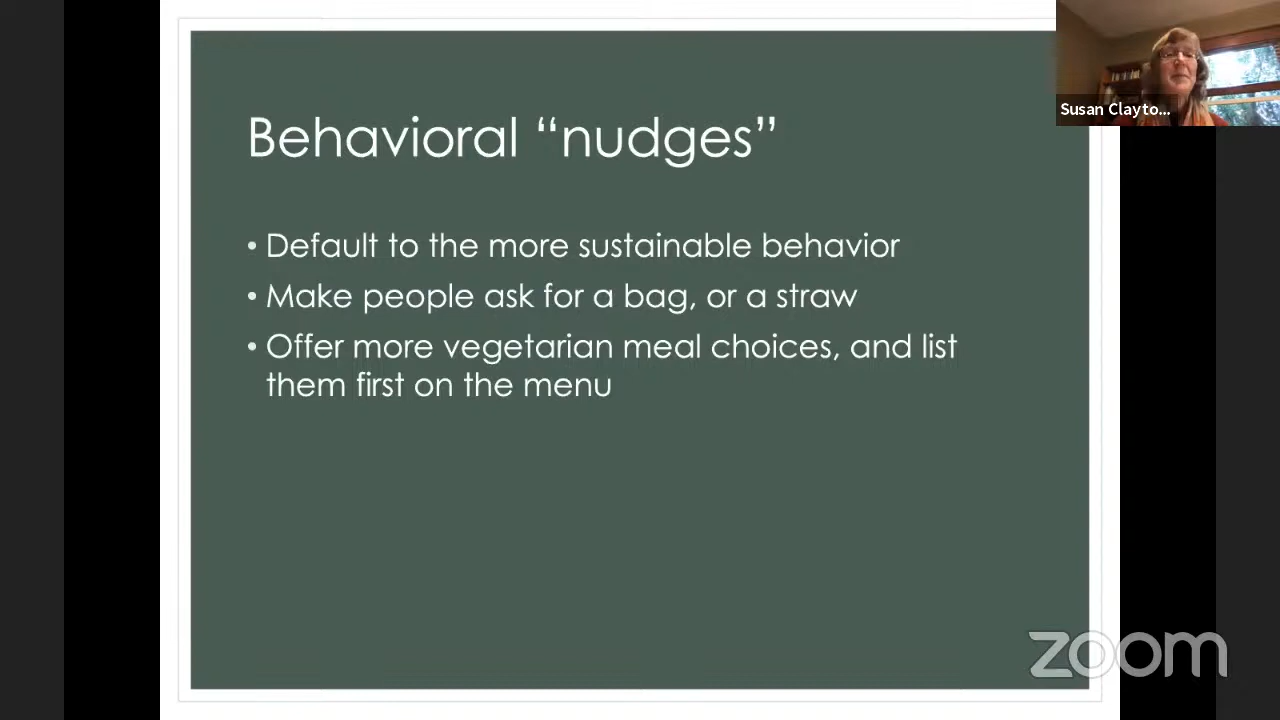 Behavioral “nudges”
• Default to the more sustainable behavior
• Make people ask for a bag, or a straw
• Offer more vegetarian meal choices, and list
them first on the menu
Susan Clayto...
zoom